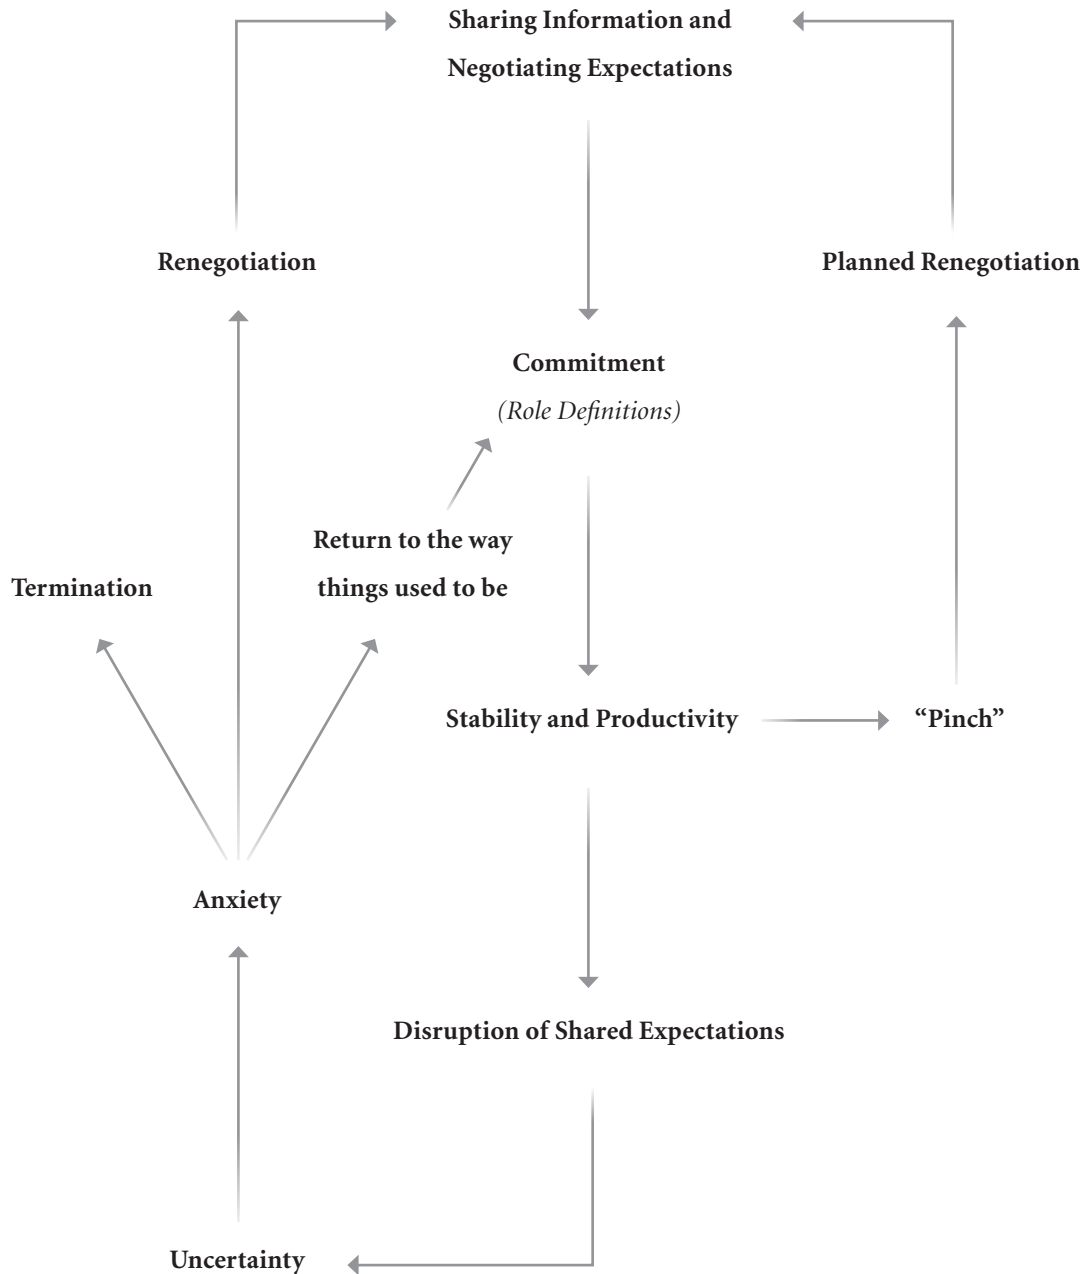 Sharing Information and
Negotiating Expectations
Renegotiation
Planned Renegotiation
Commitment
(Role Definitions)
Return to the way
things used to be
Termination
Stability and Productivity
“Pinch”
Anxiety
Disruption of Shared Expectations
Uncertainty